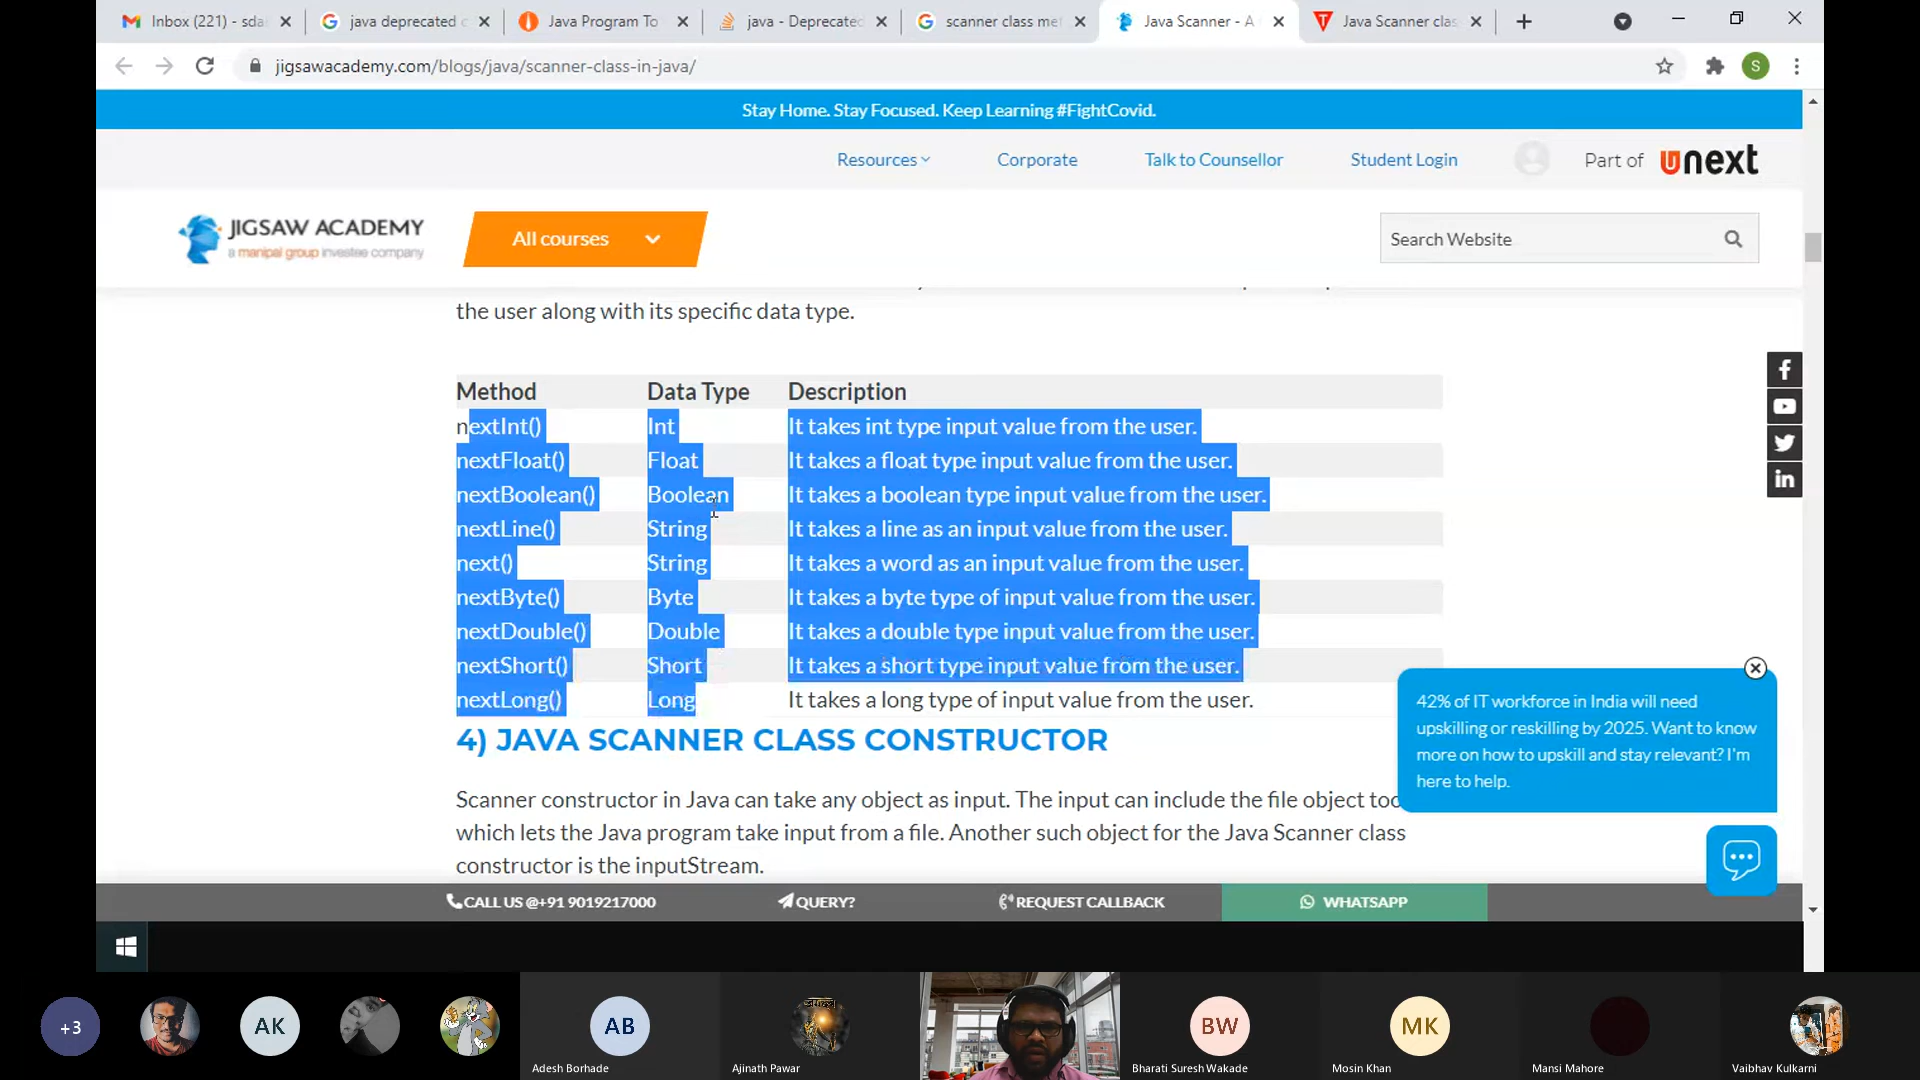 Inbox (221) - sda
java deprecated c
Java Program To
java - Deprecated
scanner class me
Java Scanner - A
Java Scanner clas
jigsawacademy.com/blogs/java/scanner-class-in-java/
S
Stay Home. Stay Focused. Keep Learning #FightCovid.
Resources
Corporate
Talk to Counsellor
Student Login
Part of unext
JIGSAW ACADEMY
a manipal group investee company
All courses
Search Website
the user along with its specific data type.
Method Data Type Description
nextInt() Int It takes int type input value from the user.
nextFloat() Float It takes a float type input value from the user.
nextBoolean() Boolean It takes a boolean type input value from the user.
nextLine() String It takes a line as an input value from the user.
next() String It takes a word as an input value from the user.
nextByte() Byte It takes a byte type of input value from the user.
nextDouble() Double It takes a double type input value from the user.
nextShort() Short It takes a short type input value from the user.
nextLong() Long It takes a long type of input value from the user.
4) JAVA SCANNER CLASS CONSTRUCTOR
Scanner constructor in Java can take any object as input. The input can include the file object too
which lets the Java program take input from a file. Another such object for the Java Scanner class
constructor is the inputStream.
42% of IT workforce in India will need
upskilling or reskilling by 2025. Want to know
more on how to upskill and stay relevant? I'm
here to help.
CALL US @+91 9019217000
QUERY?
REQUEST CALLBACK
WHATSAPP
+3
AK
AB
BW
MK
Adesh Borhade
Ajinath Pawar
Bharati Suresh Wakade
Mosin Khan
Mansi Mahore
Vaibhav Kulkarni